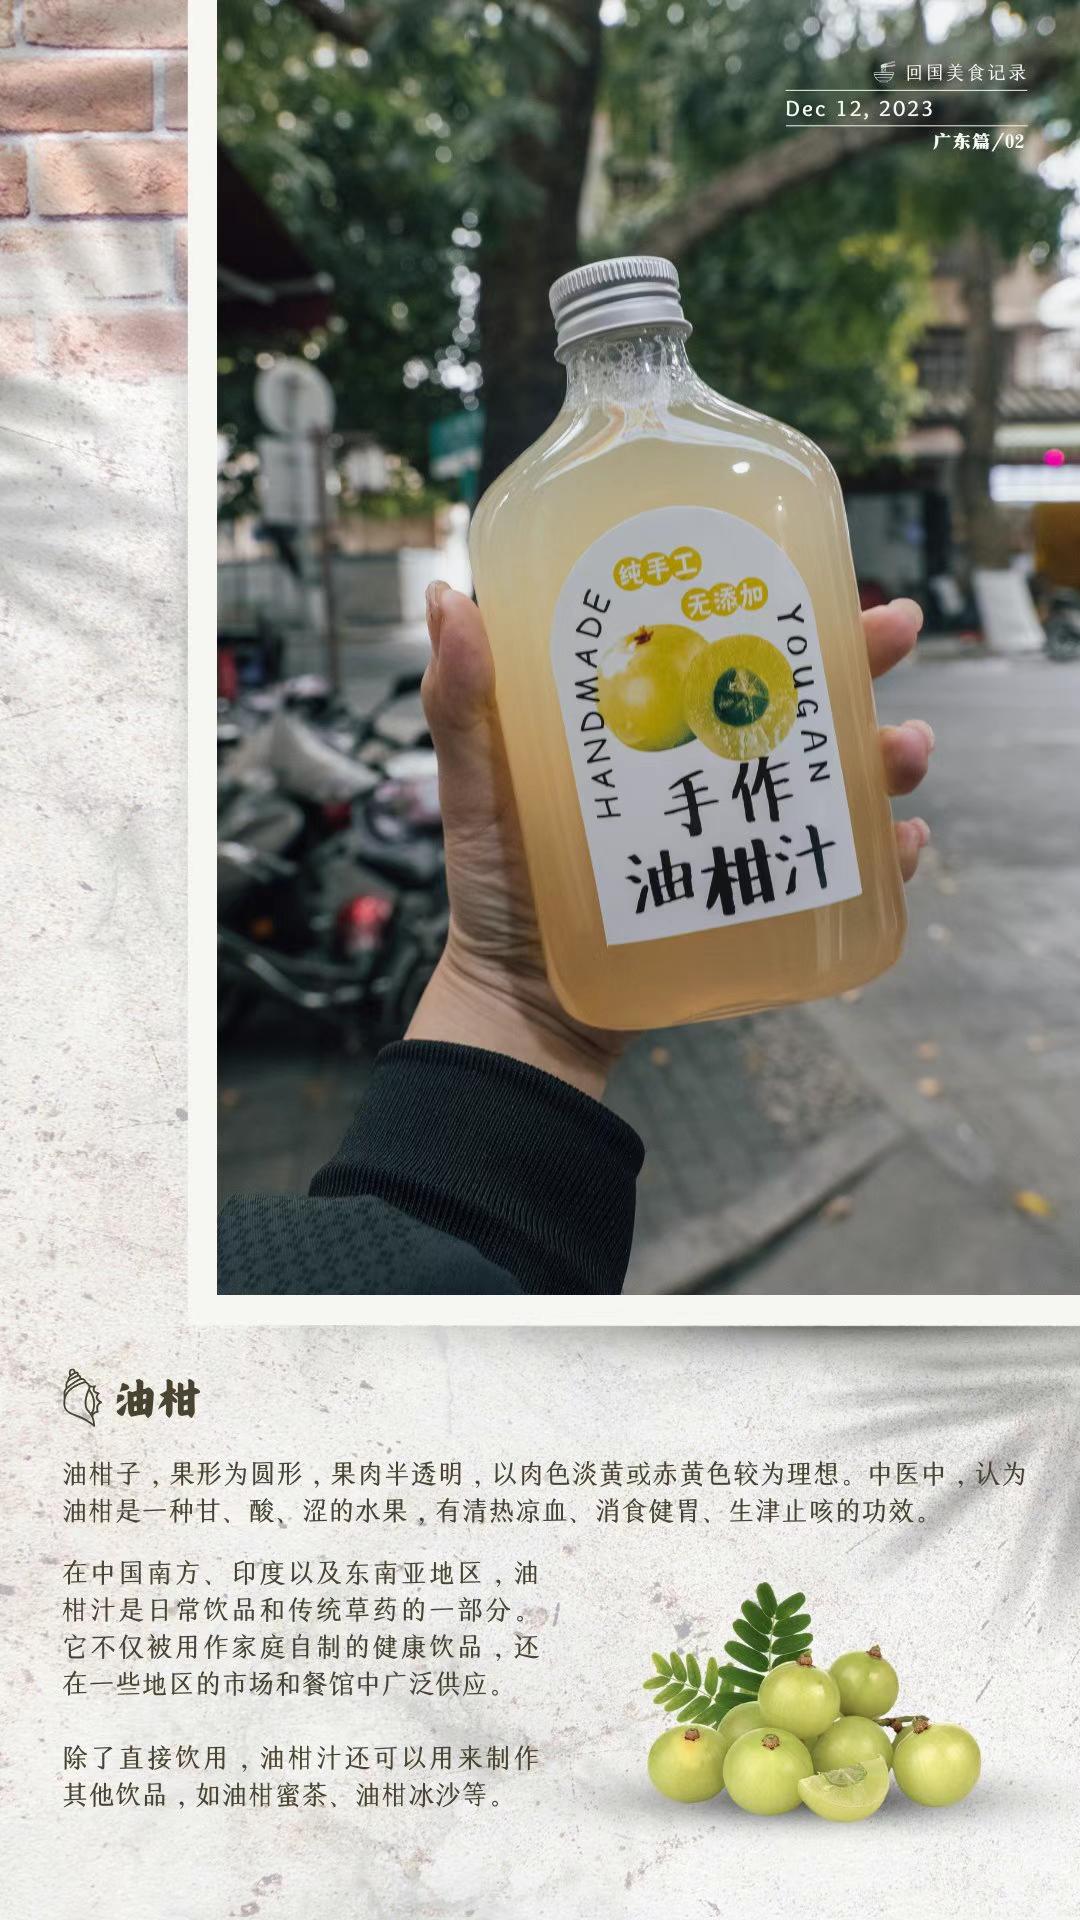 回国美食记录
Dec 12, 2023
广东篇/02
纯手工
无添加
HANDMADE
YOUGAN
手作
油柑汁
油柑
油柑子，果形为圆形，果肉半透明，以肉色淡黄或赤黄色较为理想。中医中，认为
油柑是一种甘、酸、涩的水果，有清热凉血、消食健胃、生津止咳的功效。
在中国南方、印度以及东南亚地区，油
柑汁是日常饮品和传统草药的一部分。
它不仅被用作家庭自制的健康饮品，还
在一些地区的市场和餐馆中广泛供应。
除了直接饮用，油柑汁还可以用来制作
其他饮品，如油柑蜜茶、油柑冰沙等。